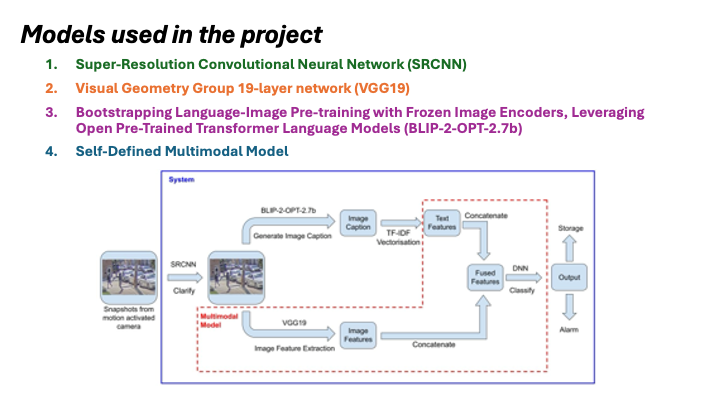 Models used in the project
1. Super-Resolution Convolutional Neural Network (SRCNN)
2. Visual Geometry Group 19-layer network (VGG19)
3. Bootstrapping Language-Image Pre-training with Frozen Image Encoders, Leveraging
Open Pre-Trained Transformer Language Models (BLIP-2-OPT-2.7b)
4. Self-Defined Multimodal Model
System
BLIP-2-OPT-2.7b
Generate Image Caption
Image
Caption
TF-IDF
Vectorisation
Text
Features
Concatenate
Storage
SRCNN
Clarify
Fused
Features
DNN
Classify
Output
Snapshots from
motion activated
camera
Multimodal
Model
VGG19
Image Feature Extraction
Image
Features
Concatenate
Alarm